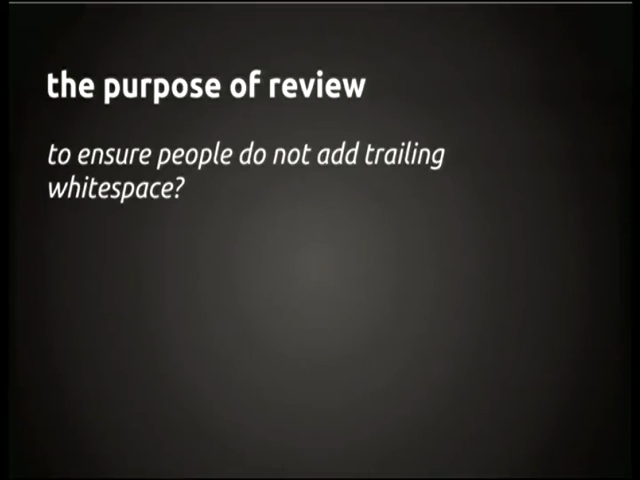 the purpose of review
to ensure people do not add trailing
whitespace?